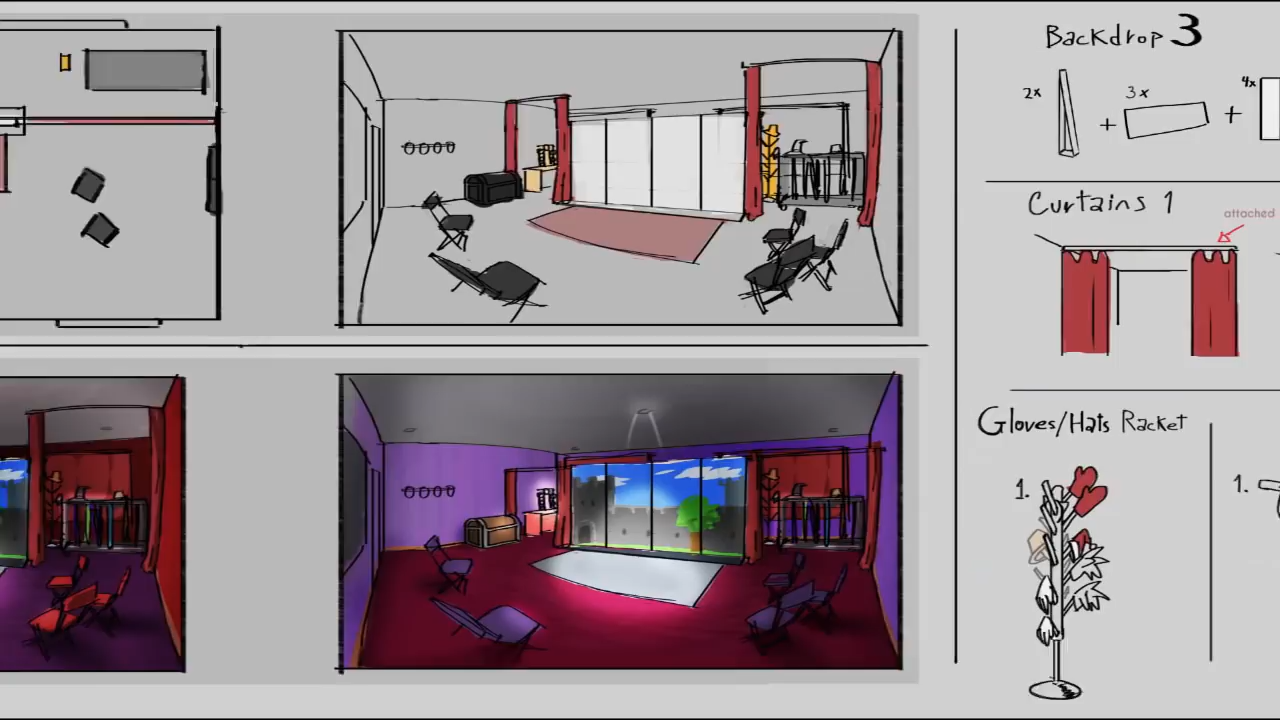 Backdrop 3
2x + 3x + 4x
Curtains 1
attached
Gloves/Hats Racket
1.
1.